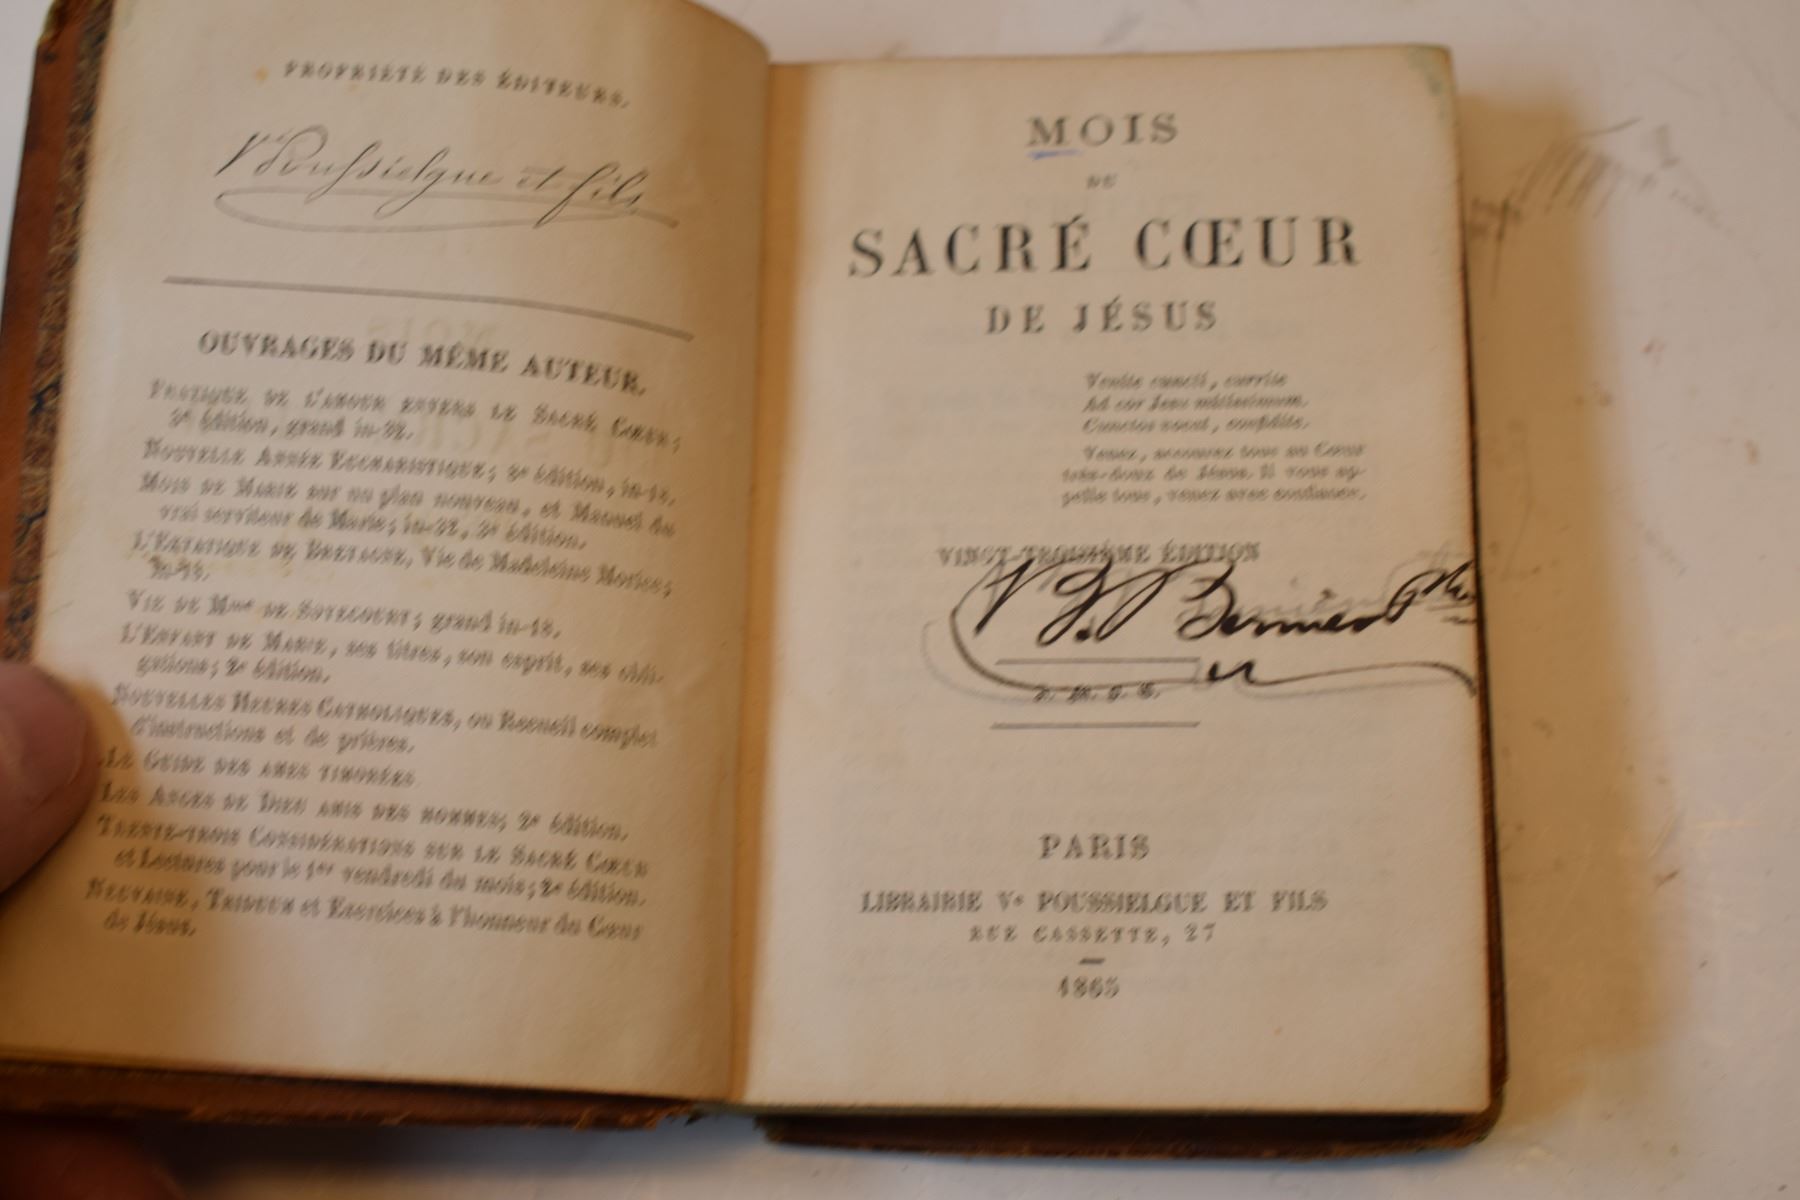 PROPRIÉTÉ DES ÉDITEURS.
Ve Poussielgue et fils
OUVRAGES DU MÊME AUTEUR.
PRATIQUE DE L'AMOUR ENVERS LE SACRÉ CŒUR;
édition, grand in-32.
NOUVELLE ANNÉE EUCHARISTIQUE; 2e édition, in-18.
MOIS DE MARIE sur un plan nouveau, et Manuel du
vrai serviteur de Marie; in-32, 2e édition.
L'EXTATIQUE DE BRETAGNE, Vie de Madeleine Morice;
in-18.
VIE DE Mme DE SOYECOURT; grand in-18.
L'ENFANT DE MARIE, ses titres, son esprit, ses obli-
gations; 2e édition.
NOUVELLES HEURES CATHOLIQUES, ou Recueil complet
d'instructions et de prières.
LE GUIDE DES AMES TIMORÉES
LES ANGES DE DIEU AMIS DES HOMMES; 2e édition.
TRENTE-TROIS CONSIDÉRATIONS SUR LE SACRÉ CŒUR
et Lectures pour le 1er vendredi du mois; 2e édition.
NEUVAINE, TRIDUUM et Exercices à l'honneur du Cœur
de Jésus.
MOIS
DU
SACRÉ CŒUR
DE JÉSUS
Venite cuncti, currite
Ad cor Jesu mitissimum.
Cunctos vocat, confidite.
Venez, accourez tous au Cœur
très-doux de Jésus. Il vous ap-
pelle tous, venez avec confiance.
VINGT-TROISIÈME ÉDITION
PARIS
LIBRAIRIE Ve POUSSIELGUE ET FILS
RUE CASSETTE, 27
1865